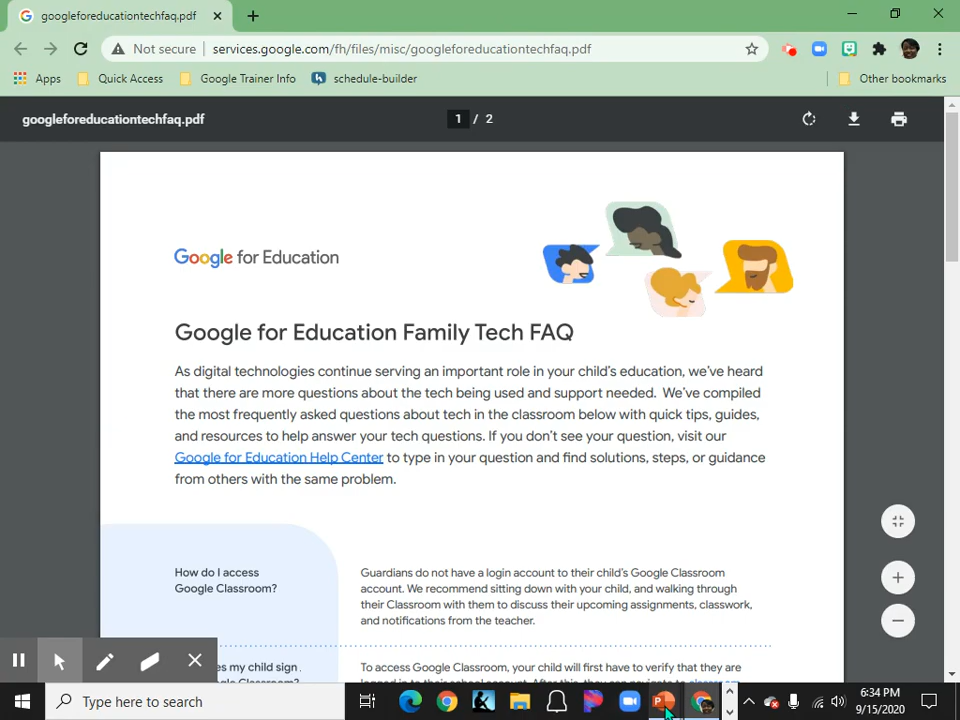 googleforeducationtechfaq.pdf
Not secure services.google.com/fh/files/misc/googleforeducationtechfaq.pdf
Apps Quick Access Google Trainer Info schedule-builder Other bookmarks
googleforeducationtechfaq.pdf 1 / 2
Google for Education
Google for Education Family Tech FAQ
As digital technologies continue serving an important role in your child's education, we've heard
that there are more questions about the tech being used and support needed. We've compiled
the most frequently asked questions about tech in the classroom below with quick tips, guides,
and resources to help answer your tech questions. If you don't see your question, visit our
Google for Education Help Center to type in your question and find solutions, steps, or guidance
from others with the same problem.
How do I access
Google Classroom?
Guardians do not have a login account to their child's Google Classroom
account. We recommend sitting down with your child, and walking through
their Classroom with them to discuss their upcoming assignments, classwork,
and notifications from the teacher.
es my child sign
To access Google Classroom, your child will first have to verify that they are
Type here to search
6:34 PM
9/15/2020